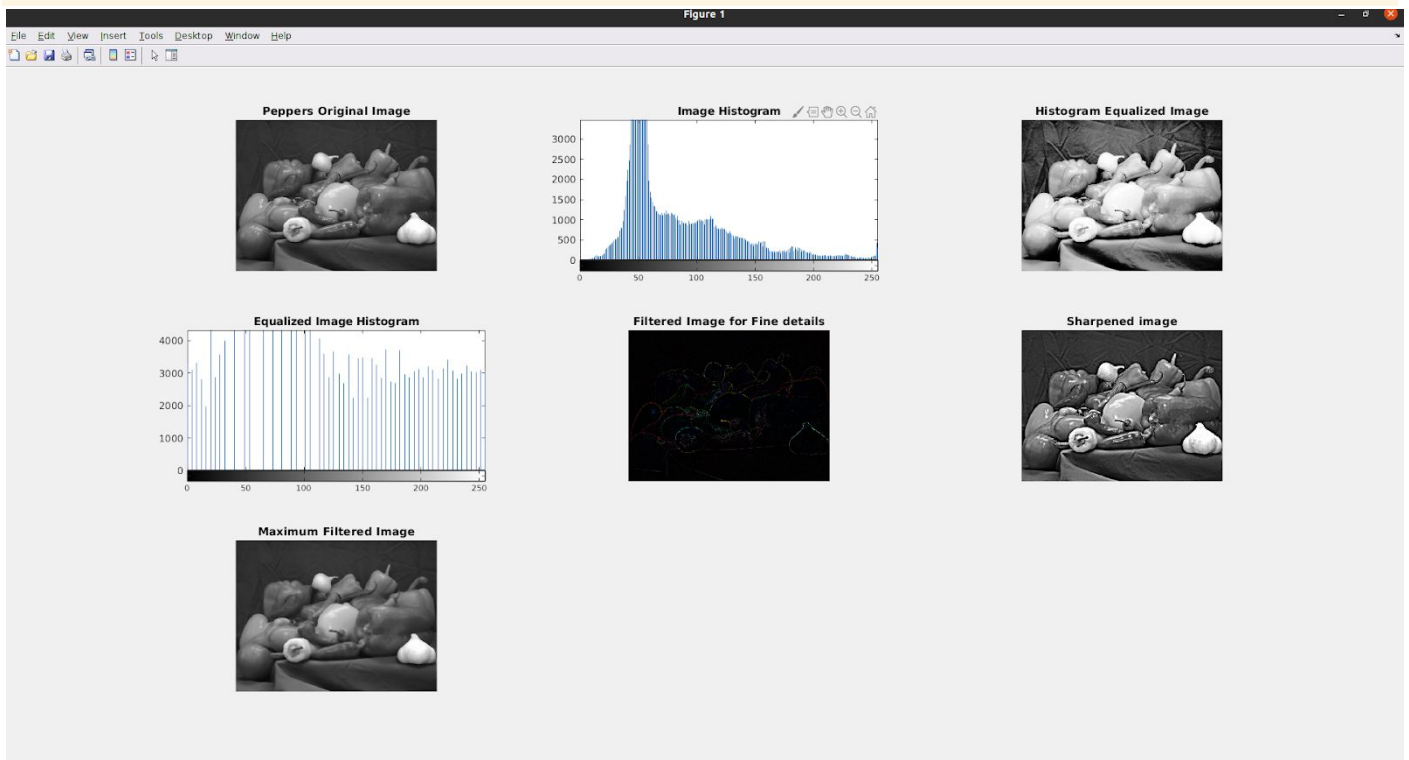 Figure 1
File Edit View Insert Tools Desktop Window Help
Peppers Original Image
Image Histogram
3000
2500
2000
1500
1000
500
0
0 50 100 150 200 250
Histogram Equalized Image
Equalized Image Histogram
4000
3000
2000
1000
0
0 50 100 150 200 250
Filtered Image for Fine details
Sharpened image
Maximum Filtered Image